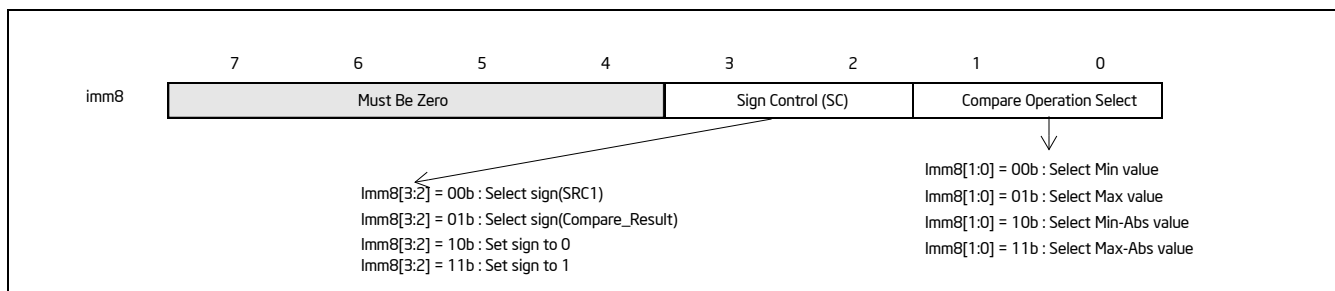 7 6 5 4 3 2 1 0
imm8 Must Be Zero Sign Control (SC) Compare Operation Select
Imm8[3:2] = 00b : Select sign(SRC1)
Imm8[3:2] = 01b : Select sign(Compare_Result)
Imm8[3:2] = 10b : Set sign to 0
Imm8[3:2] = 11b : Set sign to 1
Imm8[1:0] = 00b : Select Min value
Imm8[1:0] = 01b : Select Max value
Imm8[1:0] = 10b : Select Min-Abs value
Imm8[1:0] = 11b : Select Max-Abs value